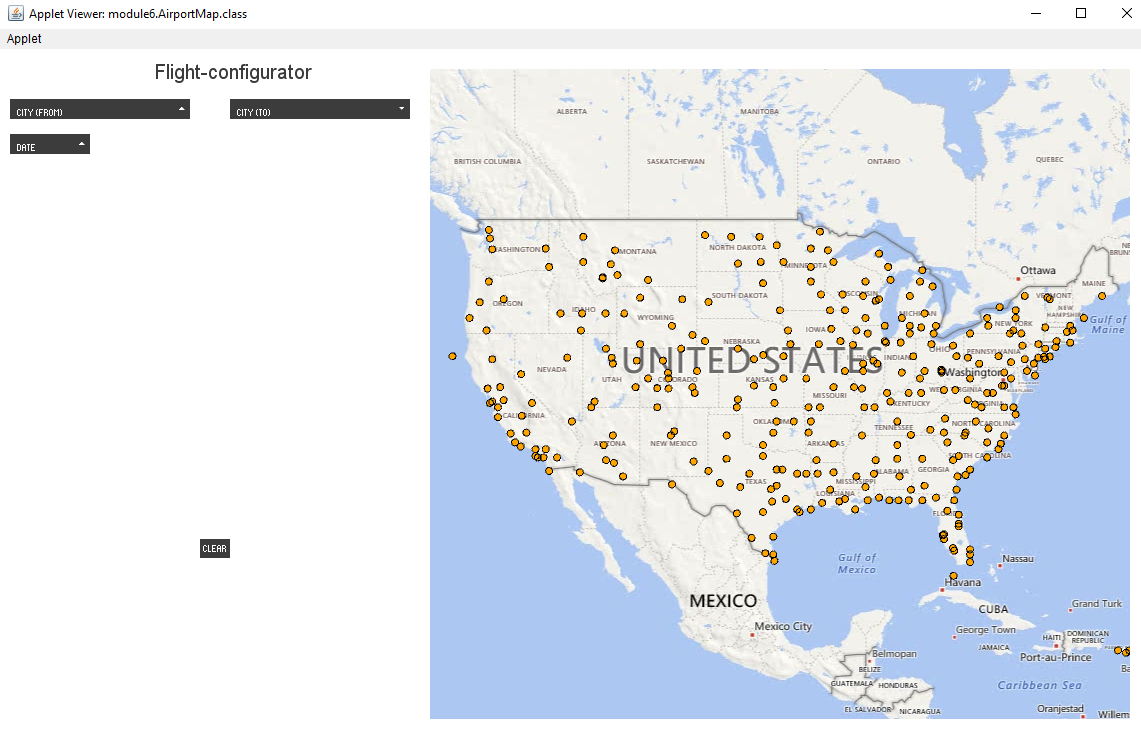 Applet Viewer: module6.AirportMap.class
Applet
Flight-configurator
CITY (FROM)
CITY (TO)
DATE
CLEAR
ALBERTA
MANITOBA
BRITISH COLUMBIA
SASKATCHEWAN
ONTARIO
QUEBEC
NE
BRUN
WASHINGTON
MONTANA
NORTH DAKOTA
MINNESOTA
Ottawa
MAINE
OREGON
IDAHO
SOUTH DAKOTA
WISCONSIN
MICHIGAN
VERMONT
NEW
HAMPSHIRE
WYOMING
NEW YORK
Gulf of
Maine
IOWA
NEBRASKA
UNITED STATES
ILLINOIS
INDIANA
OHIO
PENNSYLVANIA
NEVADA
UTAH
COLORADO
KANSAS
MISSOURI
Washington
WEST VIRGINIA
MARYLAND
KENTUCKY
VIRGINIA
CALIFORNIA
OKLAHOMA
TENNESSEE
NORTH CAROLINA
ARIZONA
NEW MEXICO
ARKANSAS
SOUTH CAROLINA
TEXAS
MISSISSIPPI
ALABAMA
GEORGIA
LOUISIANA
FLORIDA
Gulf of
Mexico
Nassau
Havana
MEXICO
CUBA
Grand Turk
Mexico City
George Town
HAITI
DOMINICAN
REPUBLIC
JAMAICA
Port-au-Prince
Belmopan
BELIZE
Ba
GUATEMALA
HONDURAS
Caribbean Sea
EL SALVADOR
NICARAGUA
Oranjestad
Willem